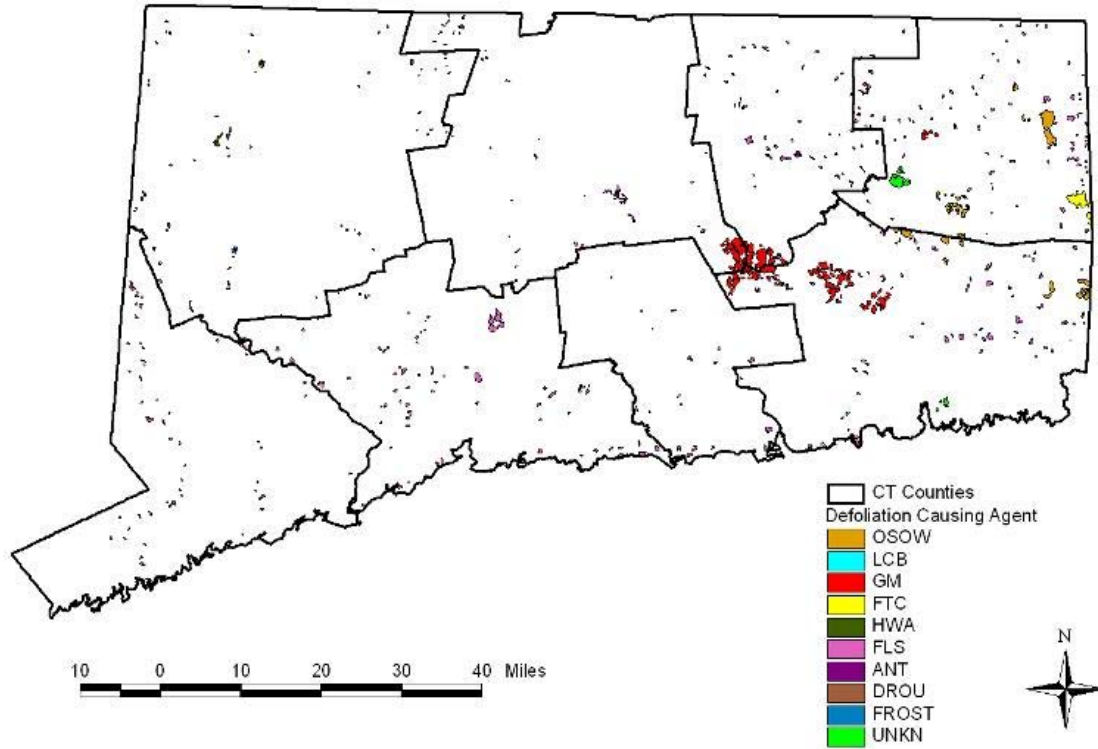 CT Counties
Defoliation Causing Agent
OSOW
LCB
GM
FTC
HWA
FLS
ANT
DROU
FROST
UNKN
10 0 10 20 30 40 Miles
N